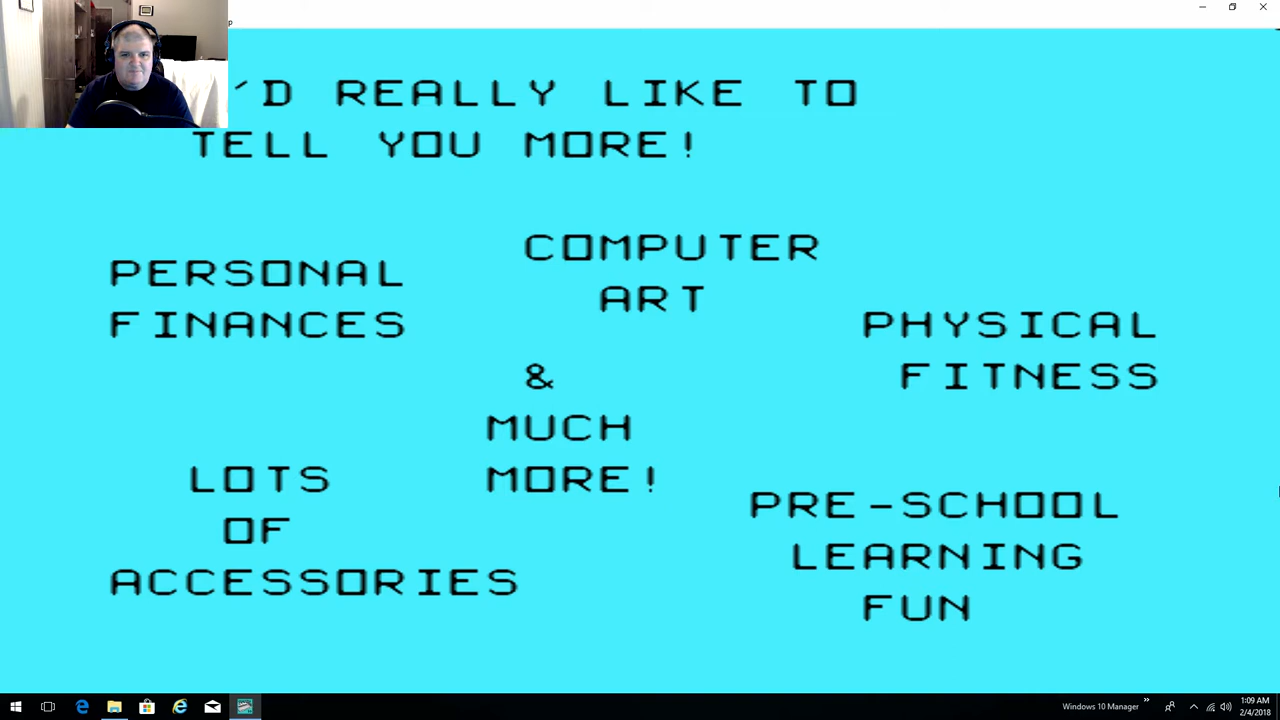 'D REALLY LIKE TO
TELL YOU MORE!
COMPUTER
ART
PERSONAL
FINANCES
PHYSICAL
FITNESS
&
MUCH
MORE!
LOTS
OF
ACCESSORIES
PRE-SCHOOL
LEARNING
FUN
Windows 10 Manager
1:09 AM
2/4/2018